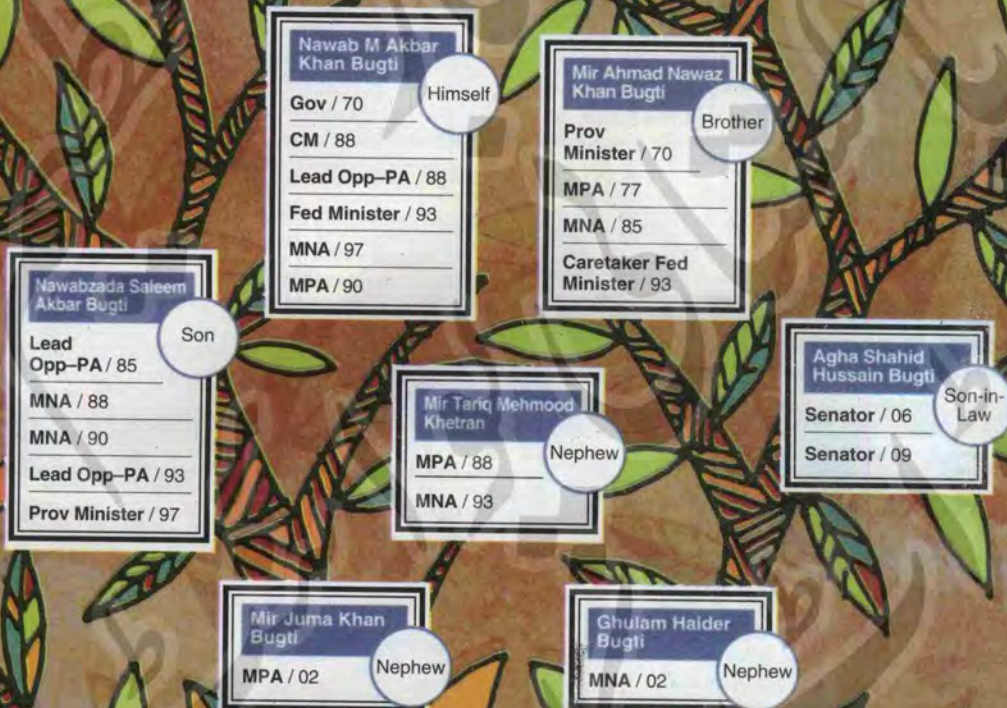 Nawab M Akbar
Khan Bugti
Himself
Gov / 70
CM / 88
Lead Opp–PA / 88
Fed Minister / 93
MNA / 97
MPA / 90
Mir Ahmad Nawaz
Khan Bugti
Brother
Prov
Minister / 70
MPA / 77
MNA / 85
Caretaker Fed
Minister / 93
Nawabzada Saleem
Akbar Bugti
Son
Lead
Opp–PA / 85
MNA / 88
MNA / 90
Lead Opp–PA / 93
Prov Minister / 97
Mir Tariq Mehmood
Khetran
Nephew
MPA / 88
MNA / 93
Agha Shahid
Hussain Bugti
Son-in-
Law
Senator / 06
Senator / 09
Mir Juma Khan
Bugti
Nephew
MPA / 02
Ghulam Haider
Bugti
Nephew
MNA / 02